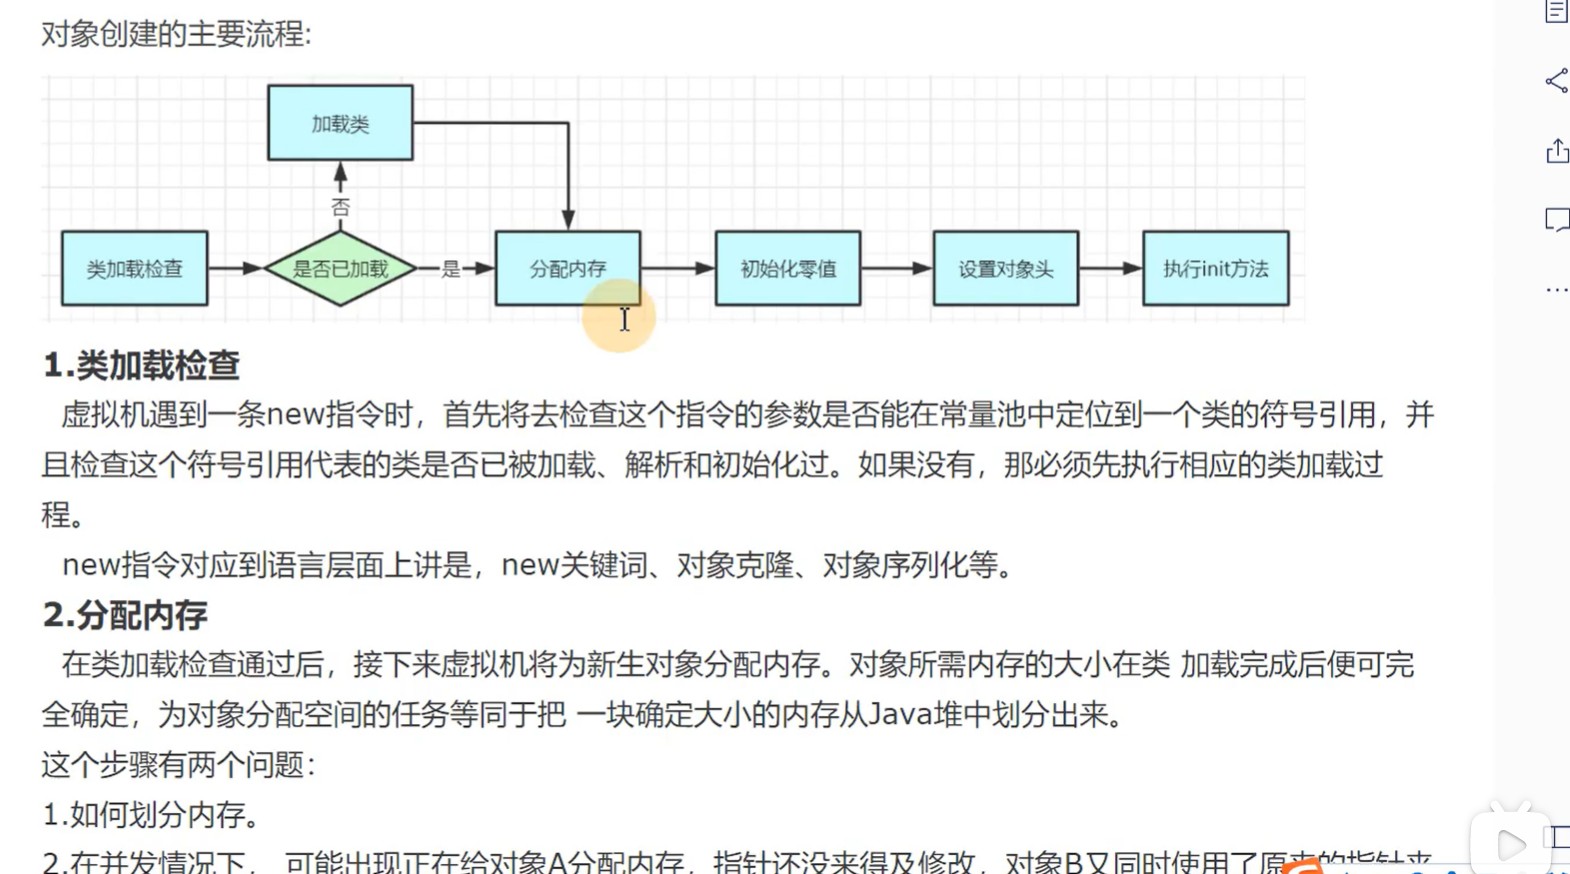 对象创建的主要流程:
加载类
否
类加载检查
是否已加载
是
分配内存
初始化零值
设置对象头
执行init方法
1.类加载检查
虚拟机遇到一条new指令时，首先将去检查这个指令的参数是否能在常量池中定位到一个类的符号引用，并
且检查这个符号引用代表的类是否已被加载、解析和初始化过。如果没有，那必须先执行相应的类加载过
程。
new指令对应到语言层面上讲是，new关键词、对象克隆、对象序列化等。
2.分配内存
在类加载检查通过后，接下来虚拟机将为新生对象分配内存。对象所需内存的大小在类 加载完成后便可完
全确定，为对象分配空间的任务等同于把 一块确定大小的内存从Java堆中划分出来。
这个步骤有两个问题：
1.如何划分内存。
2.在并发情况下， 可能出现正在给对象A分配内存，指针还没来得及修改，对象B又同时使用了原来的指针来